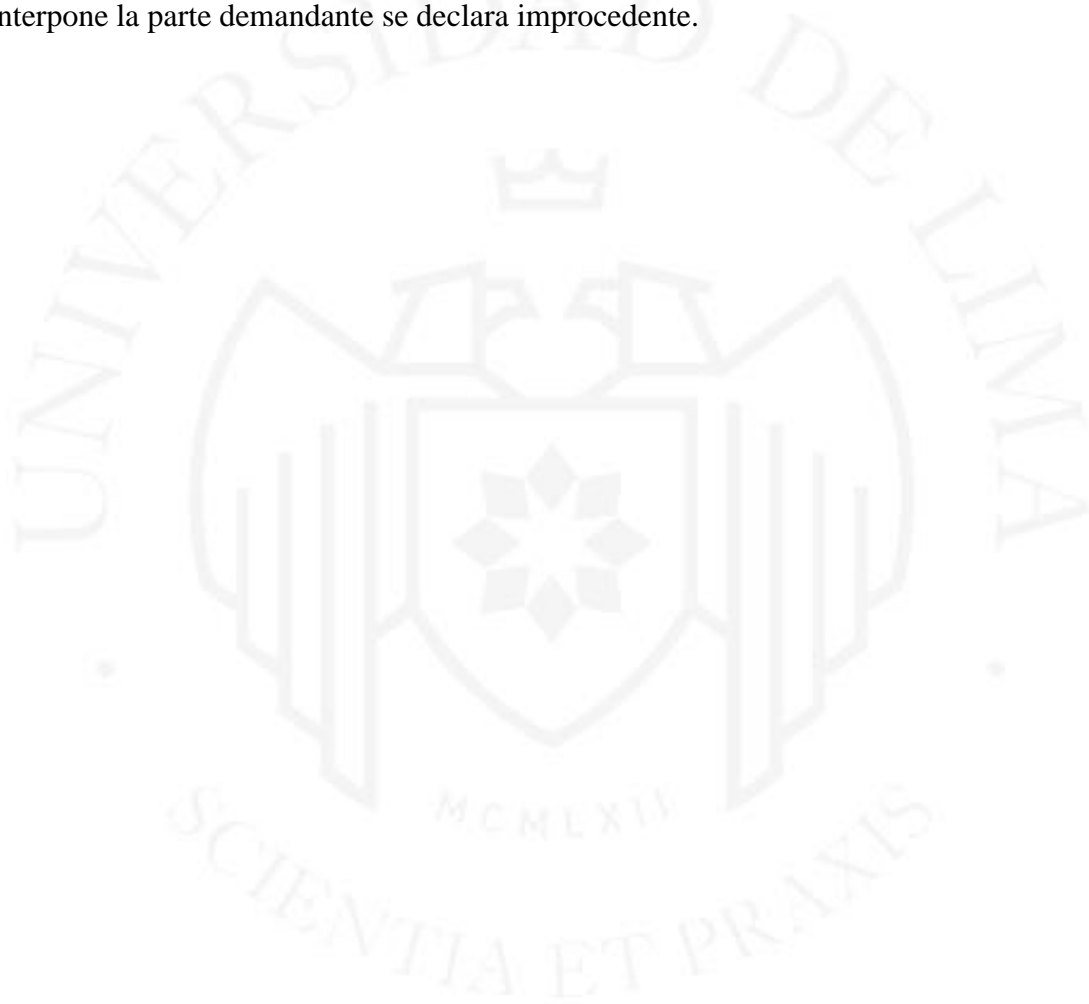 nterpone la parte demandante se declara improcedente.
UNIVERSIDAD DE LIMA
MCMLXII
SCIENTIA ET PRAXIS